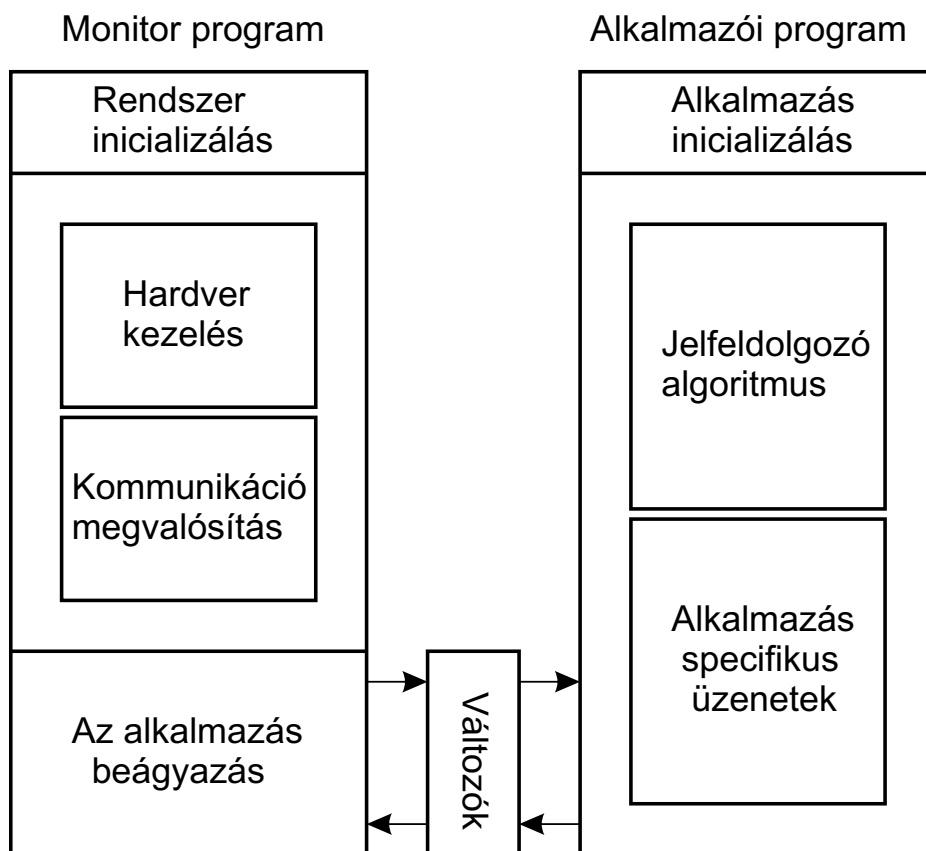 Monitor program
Rendszer
inicializálás
Hardver
kezelés
Kommunikáció
megvalósítás
Az alkalmazás
beágyazás
Változók
Alkalmazói program
Alkalmazás
inicializálás
Jelfeldolgozó
algoritmus
Alkalmazás
specifikus
üzenetek